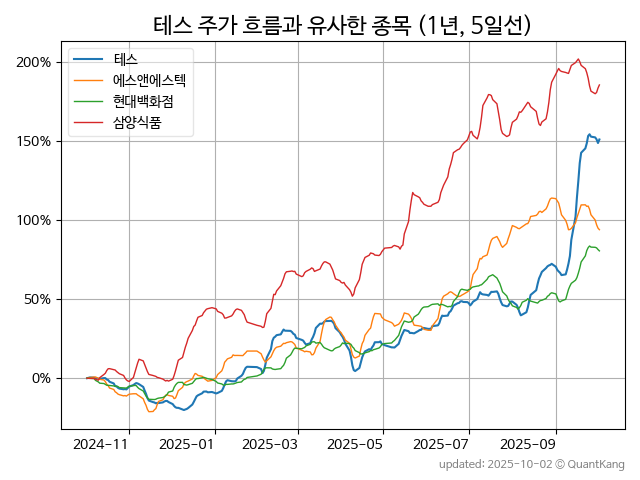 테스 주가 흐름과 유사한 종목 (1년, 5일선)
테스
에스앤에스텍
현대백화점
삼양식품
200%
150%
100%
50%
0%
2024-11 2025-01 2025-03 2025-05 2025-07 2025-09
updated: 2025-10-02 © QuantKang